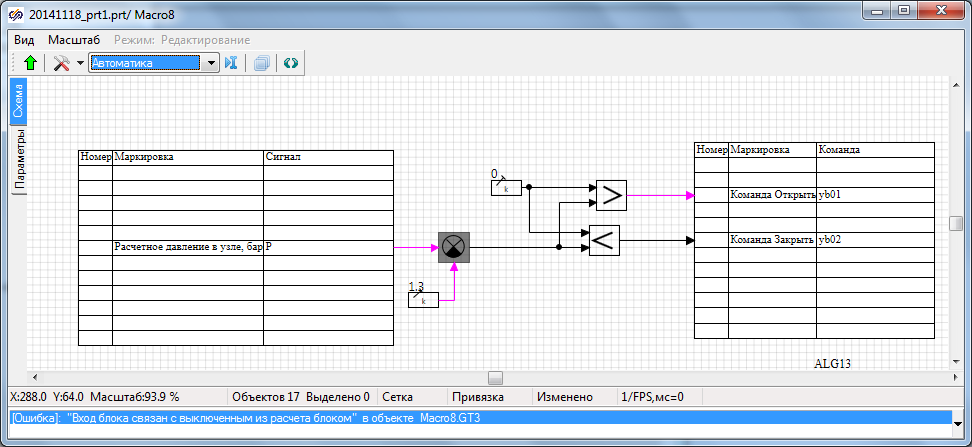 20141118_prt1.prt/ Macro8
Вид Масштаб Режим: Редактирование
Автоматика
Схема
Параметры
Номер Маркировка Сигнал
Расчетное давление в узле, бар P
1.3
k
0
k
>
<
Номер Маркировка Команда
Команда Открыть yb01
Команда Закрыть yb02
ALG13
X:288.0 Y:64.0 Масштаб:93.9 % Объектов 17 Выделено 0 Сетка Привязка Изменено 1/FPS,мс=0
[Ошибка]: "Вход блока связан с выключенным из расчета блоком" в объекте Macro8.GT3